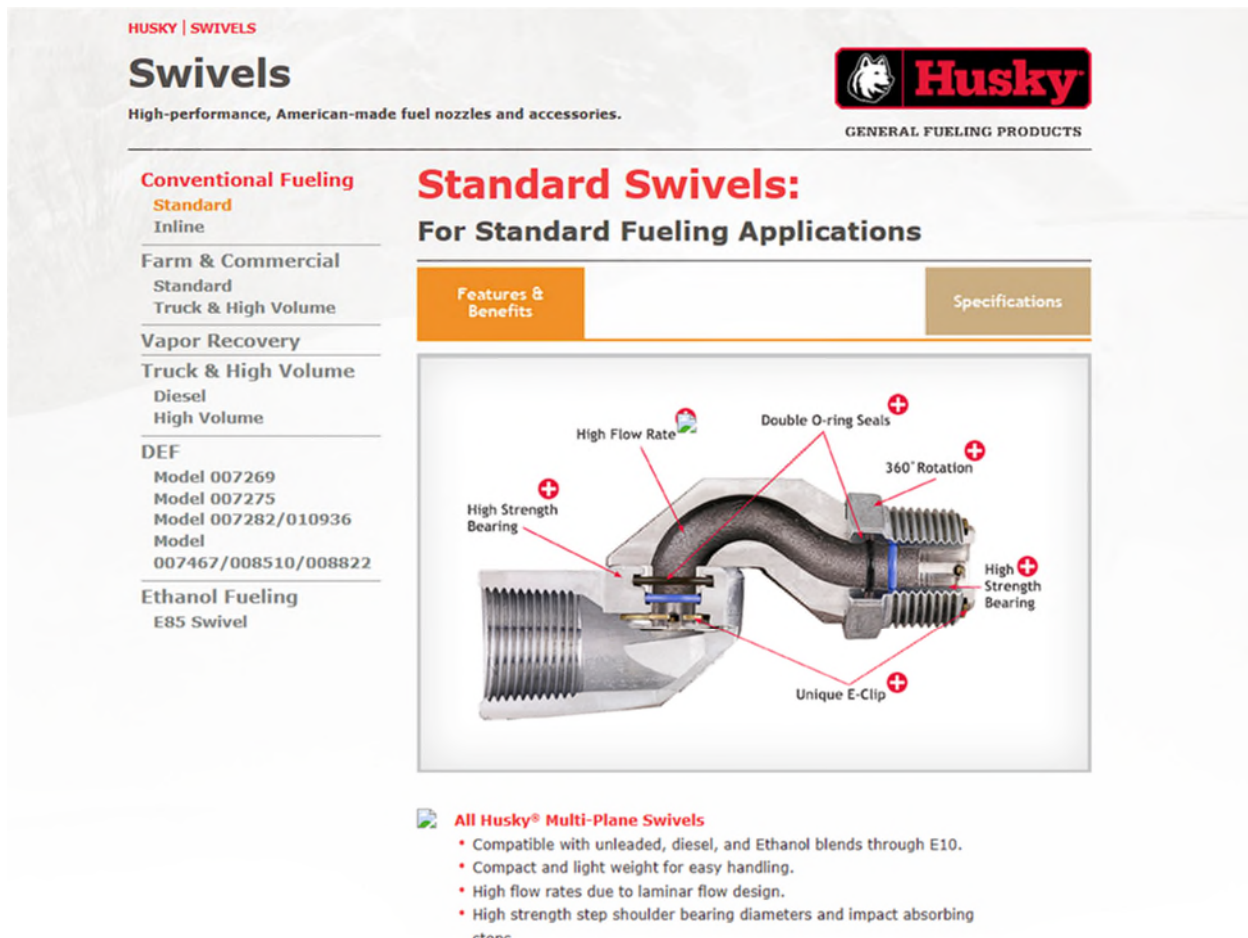 HUSKY | SWIVELS
Swivels
High-performance, American-made fuel nozzles and accessories.
Husky
GENERAL FUELING PRODUCTS
Conventional Fueling
Standard
Inline
Farm & Commercial
Standard
Truck & High Volume
Vapor Recovery
Truck & High Volume
Diesel
High Volume
DEF
Model 007269
Model 007275
Model 007282/010936
Model
007467/008510/008822
Ethanol Fueling
E85 Swivel
Standard Swivels:
For Standard Fueling Applications
Features &
Benefits
Specifications
High Flow Rate
Double O-ring Seals
360° Rotation
High Strength
Bearing
High
Strength
Bearing
Unique E-Clip
All Husky® Multi-Plane Swivels
• Compatible with unleaded, diesel, and Ethanol blends through E10.
• Compact and light weight for easy handling.
• High flow rates due to laminar flow design.
• High strength step shoulder bearing diameters and impact absorbing